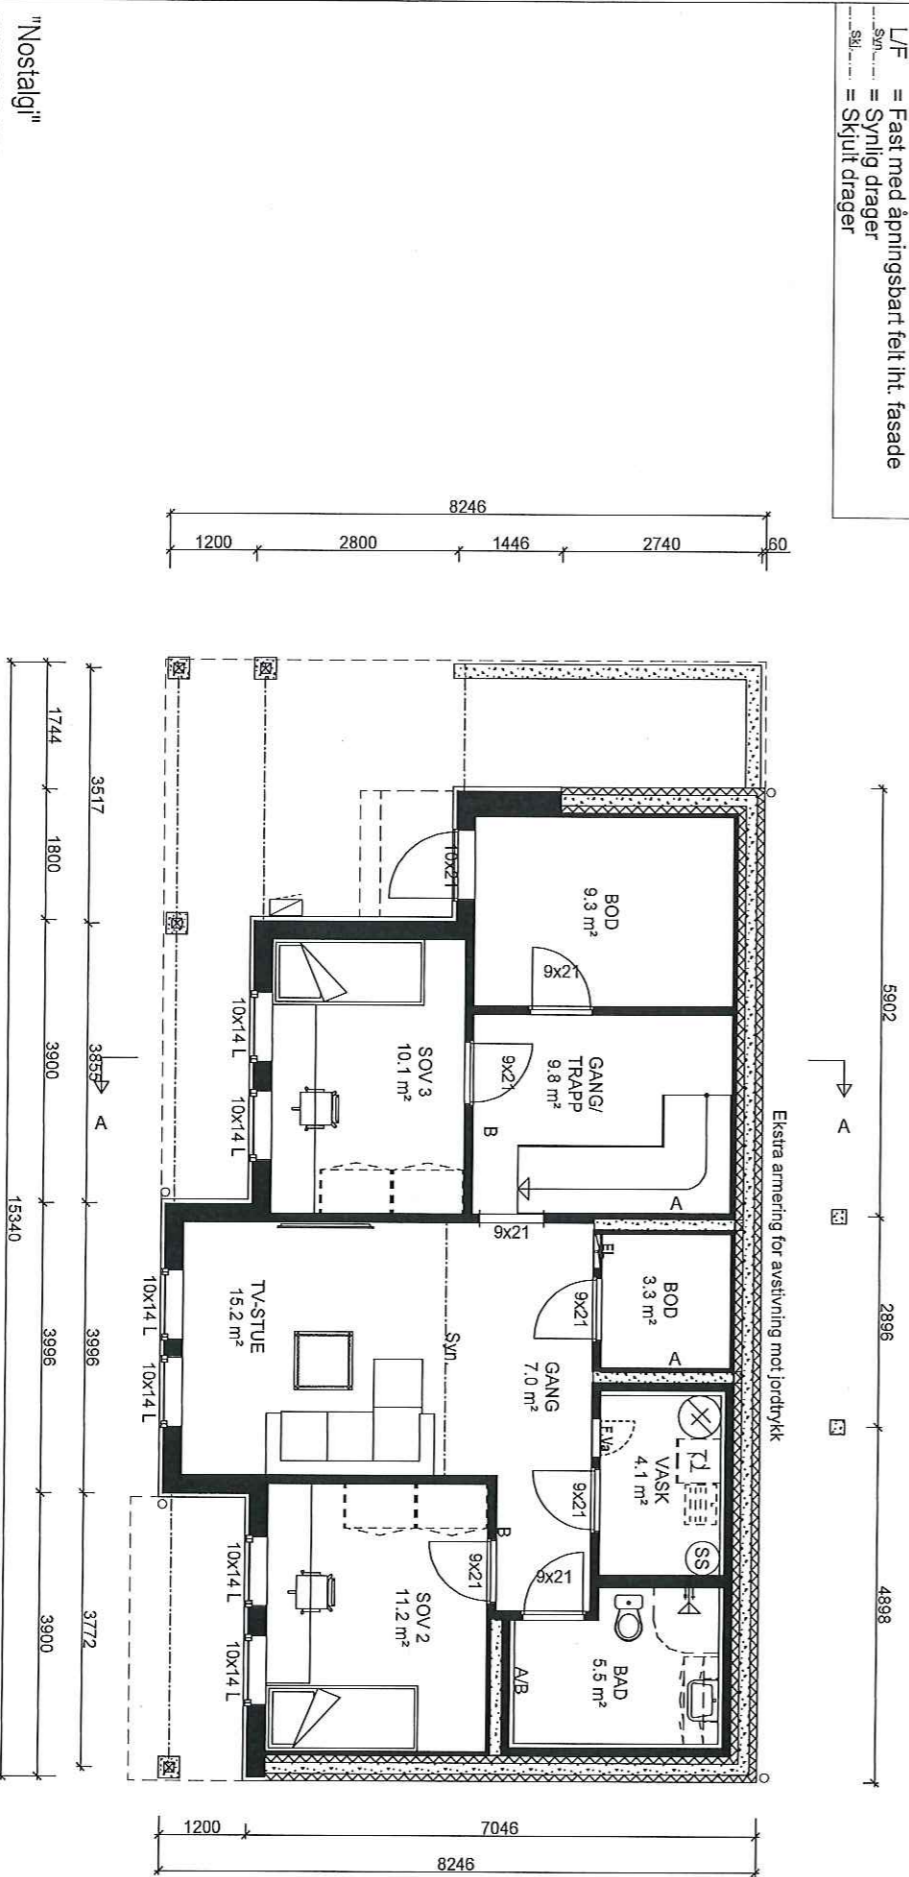 L/F = Fast med åpningsbart felt iht. fasade
Syn. = Synlig drager
Skj. = Skjult drager
"Nostalgi"
8246
1200 2800 1446 2740 60
5902 2896 4898
A
A
Ekstra armering for avstivning mot jordtrykk
BOD
9.3 m²
10x21
9x21
GANG/
TRAPP
9.8 m²
9x21
B
A
SOV 3
10.1 m²
10x14 L
10x14 L
9x21
BOD
3.3 m²
EL
A
9x21
GANG
7.0 m²
Syn
TV-STUE
15.2 m²
10x14 L
10x14 L
VASK
4.1 m²
F.Va
SS
9x21
9x21
B
9x21
SOV 2
11.2 m²
10x14 L
10x14 L
BAD
5.5 m²
A/B
3517 3855 3996 3772
1744 1800 3900 3996 3900
15340
1200 7046
8246